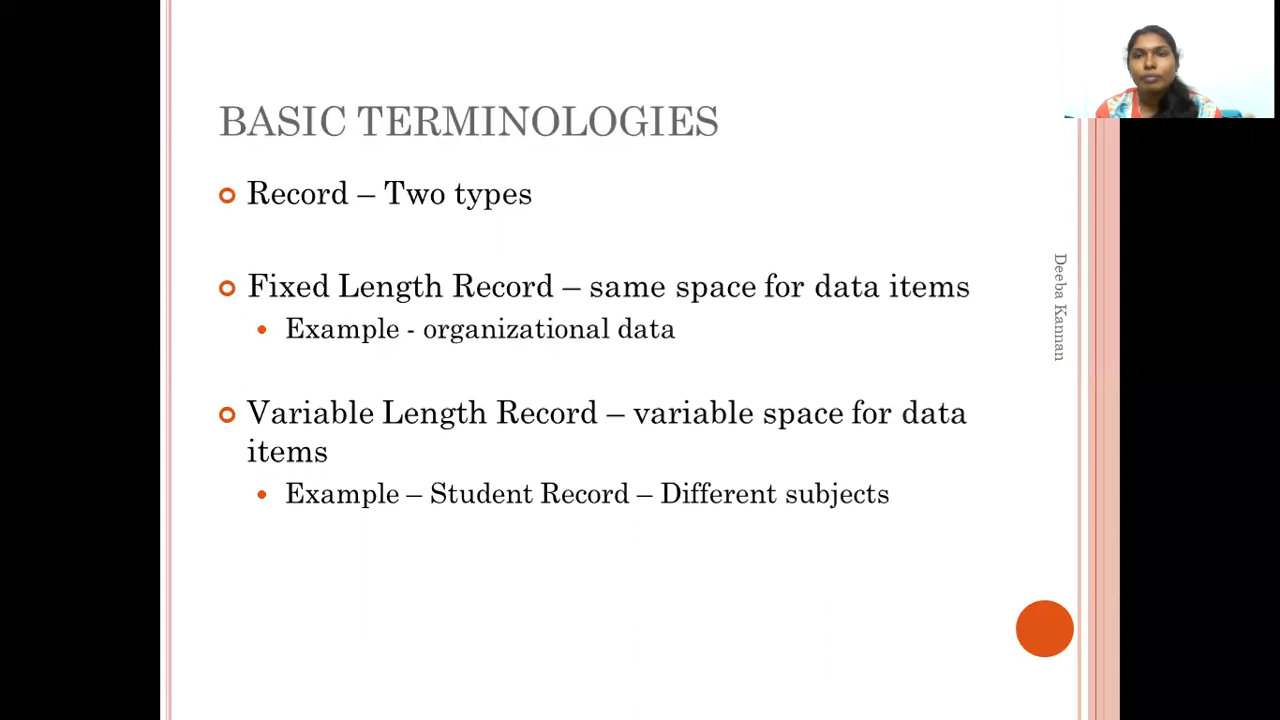 BASIC TERMINOLOGIES
Record – Two types
Fixed Length Record – same space for data items
Example - organizational data
Variable Length Record – variable space for data
items
Example – Student Record – Different subjects
Deeba Kannan